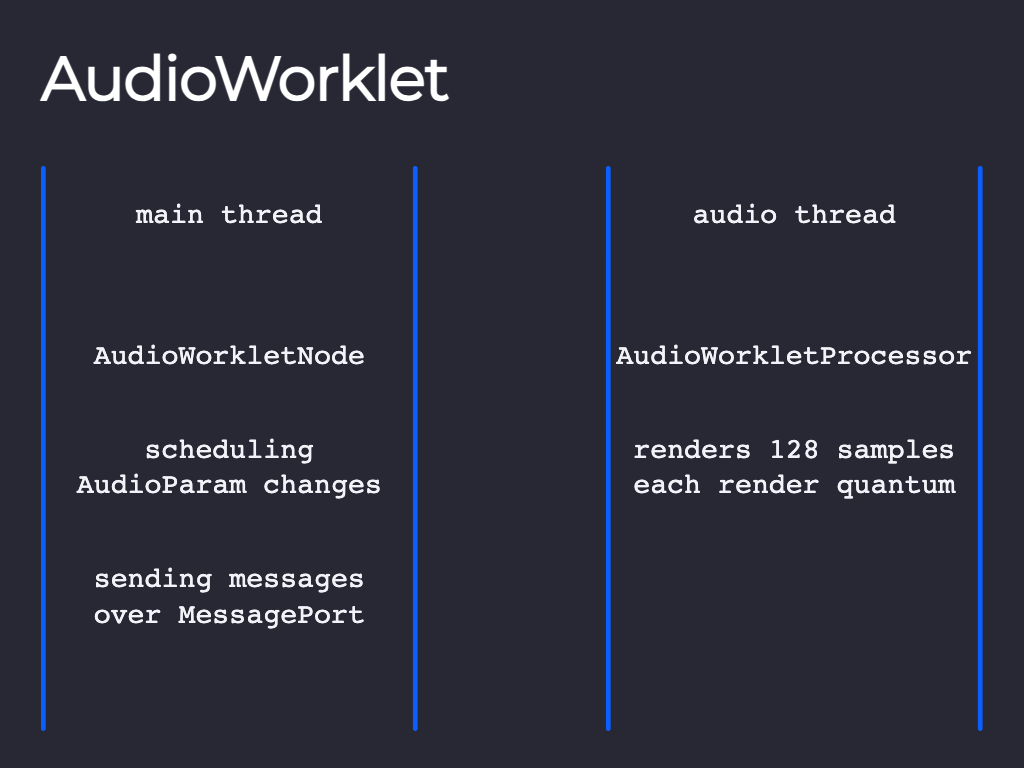 AudioWorklet
main thread
AudioWorkletNode
scheduling
AudioParam changes
sending messages
over MessagePort
audio thread
AudioWorkletProcessor
renders 128 samples
each render quantum